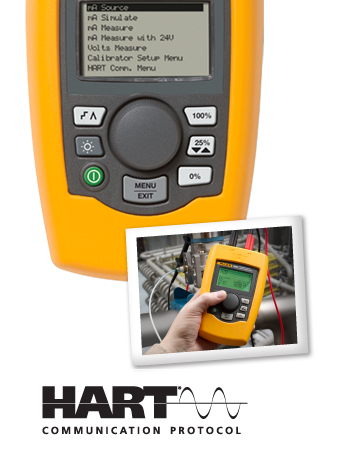 mA Source
mA Simulate
mA Measure
mA Measure with 24V
Volts Measure
Calibrator Setup Menu
HART Comm. Menu
100%
25%
0%
MENU
EXIT
FLUKE
HART
COMMUNICATION PROTOCOL